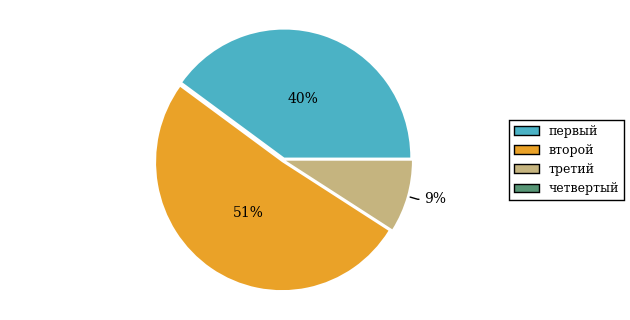 40%
51%
9%
первый
второй
третий
четвертый